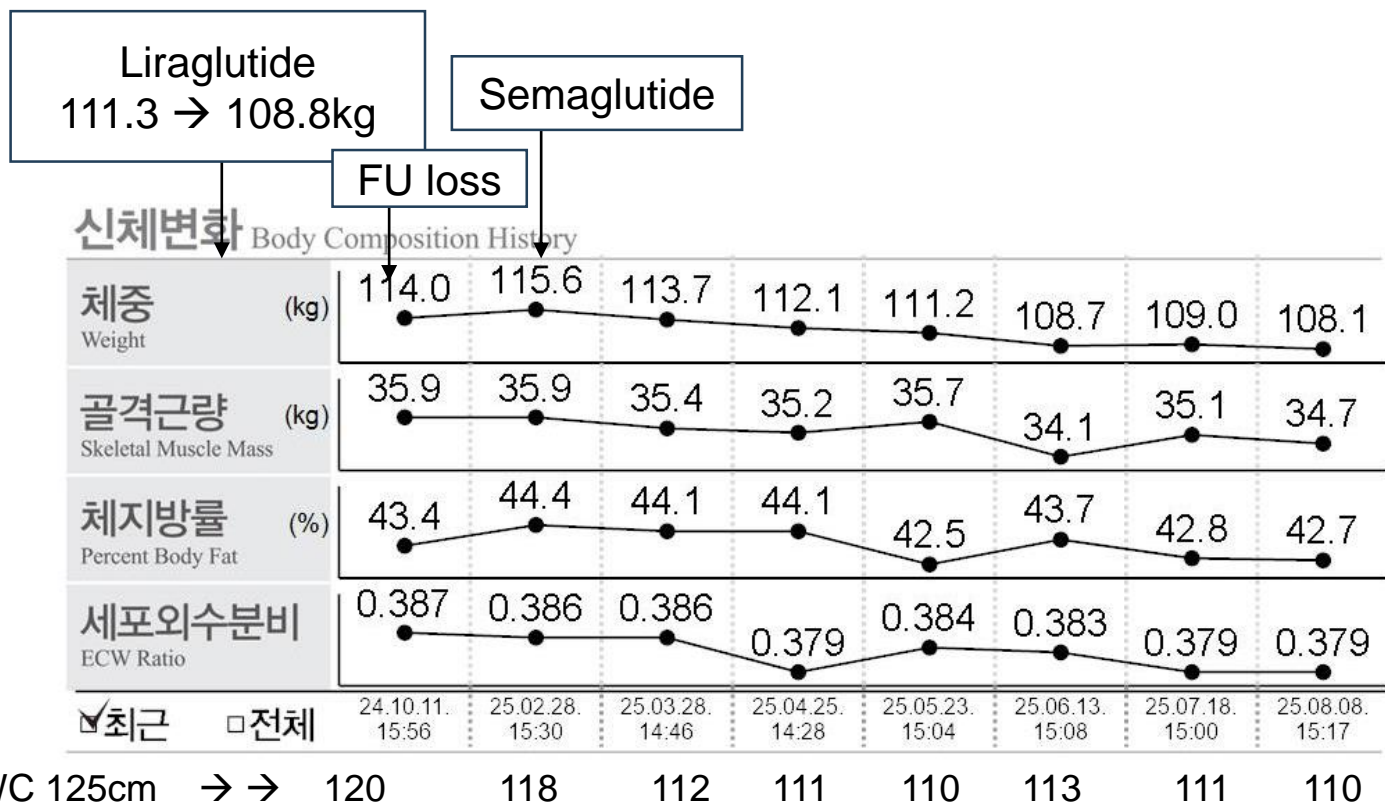 Liraglutide
111.3 → 108.8kg
Semaglutide
FU loss
신체변화 Body Composition History
체중 (kg) 114.0 115.6 113.7 112.1 111.2 108.7 109.0 108.1
Weight
골격근량 (kg) 35.9 35.9 35.4 35.2 35.7 34.1 35.1 34.7
Skeletal Muscle Mass
체지방률 (%) 43.4 44.4 44.1 44.1 42.5 43.7 42.8 42.7
Percent Body Fat
세포외수분비 0.387 0.386 0.386 0.379 0.384 0.383 0.379 0.379
ECW Ratio
☑최근 □전체 24.10.11. 25.02.28. 25.03.28. 25.04.25. 25.05.23. 25.06.13. 25.07.18. 25.08.08.
15:56 15:30 14:46 14:28 15:04 15:08 15:00 15:17
/C 125cm → → 120 118 112 111 110 113 111 110